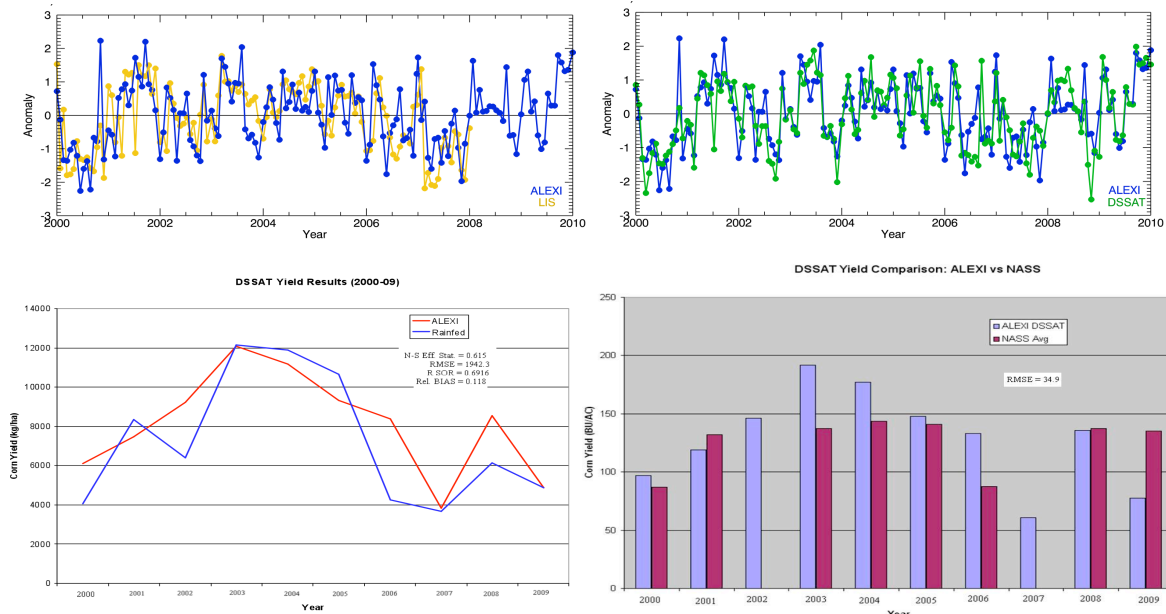 3
2
1
0
-1
-2
-3
Anomaly
2000
2002
2004
2006
2008
2010
Year
ALEXI
LIS
3
2
1
0
-1
-2
-3
Anomaly
2000
2002
2004
2006
2008
2010
Year
ALEXI
DSSAT
DSSAT Yield Results (2000-09)
14000
12000
10000
8000
6000
4000
2000
0
Corn Yield (kg/ha)
ALEXI
Rainfed
N-S Eff. Stat. = 0.615
RMSE = 1942.3
R SQR = 0.6916
Rel. BIAS = 0.118
2000 2001 2002 2003 2004 2005 2006 2007 2008 2009
Year
DSSAT Yield Comparison: ALEXI vs NASS
250
200
150
100
50
0
Corn Yield (BU/AC)
ALEXI DSSAT
NASS Avg
RMSE = 34.9
2000 2001 2002 2003 2004 2005 2006 2007 2008 2009
Year